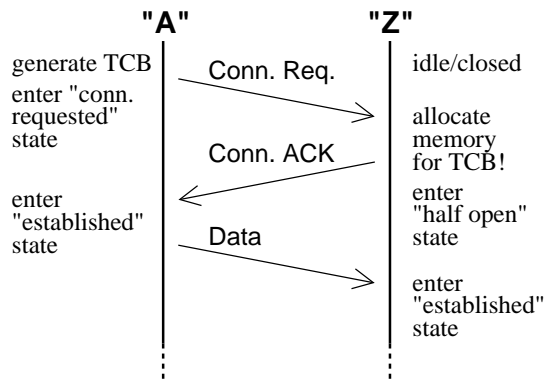 "A"
"Z"
generate TCB
enter "conn.
requested"
state
Conn. Req.
idle/closed
allocate
memory
for TCB!
Conn. ACK
enter
"established"
state
enter
"half open"
state
Data
enter
"established"
state